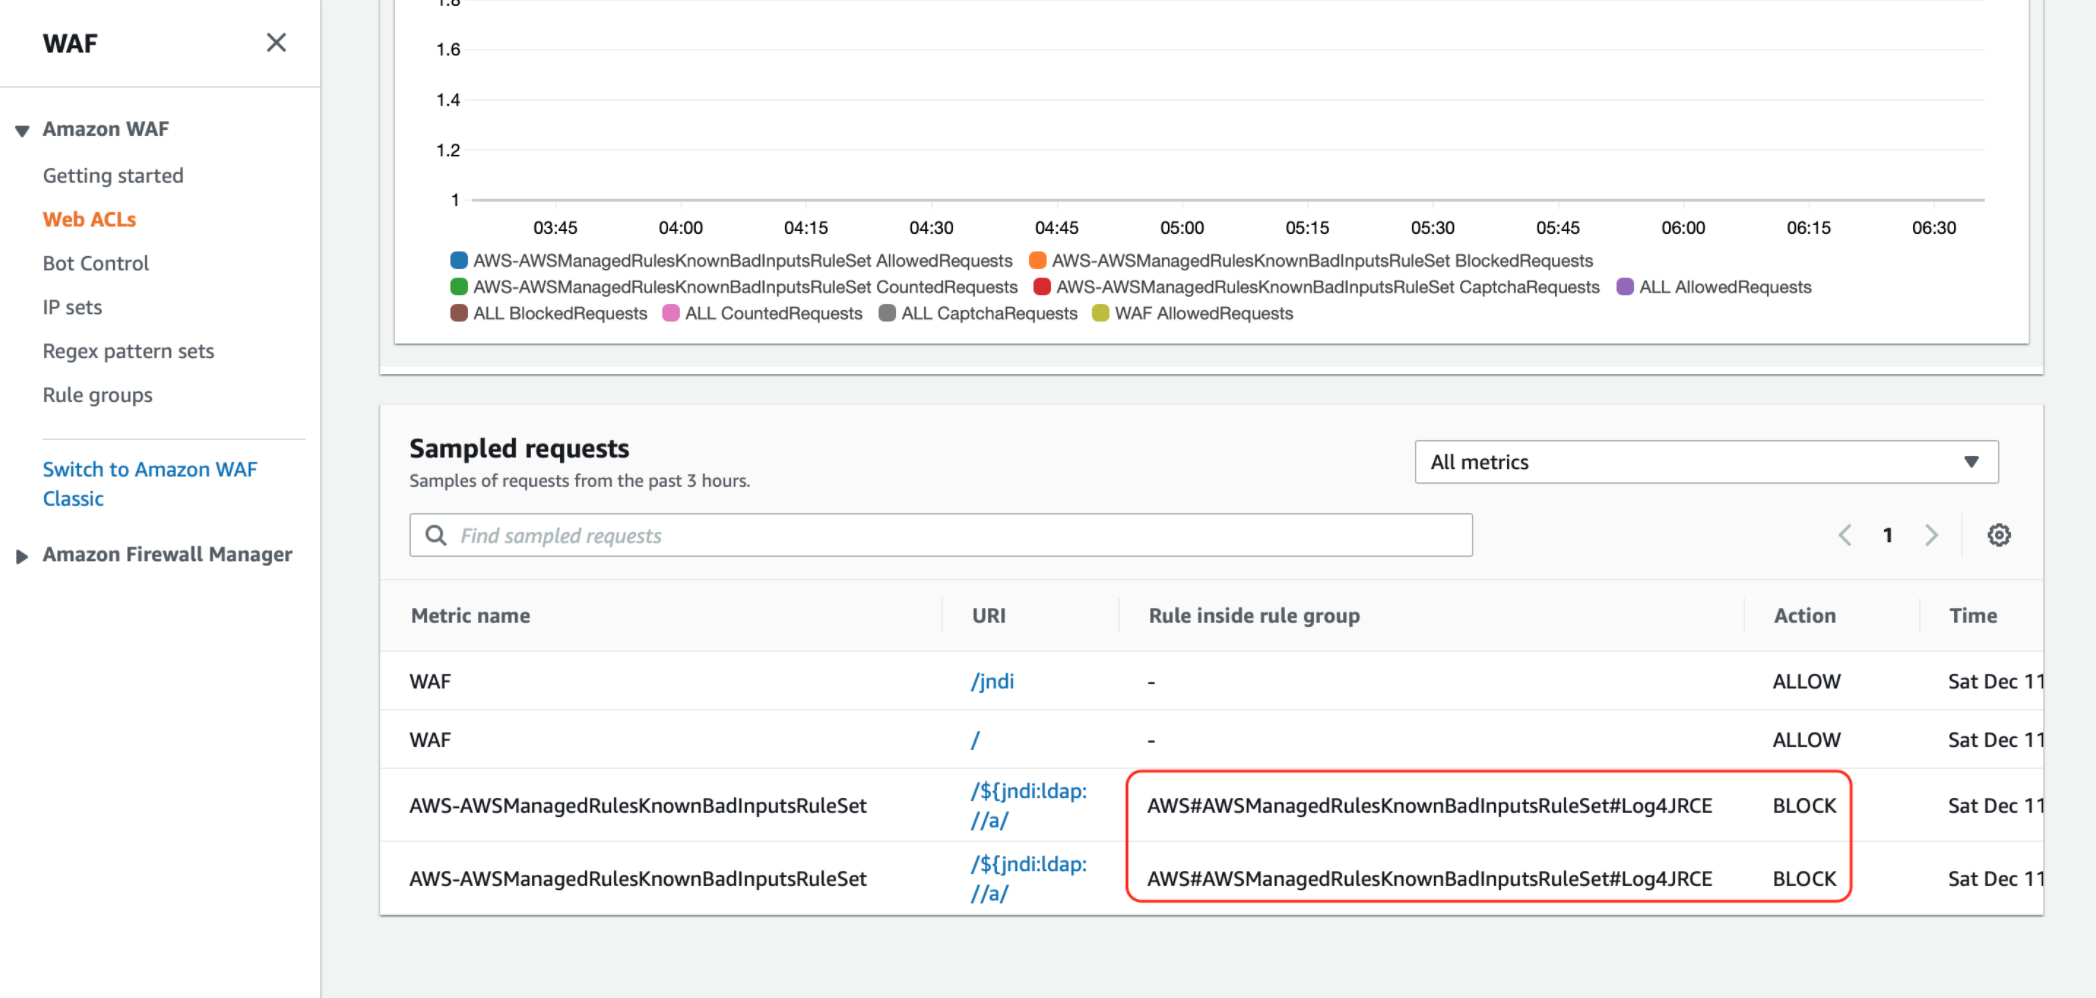 WAF
Amazon WAF
Getting started
Web ACLs
Bot Control
IP sets
Regex pattern sets
Rule groups
Switch to Amazon WAF
Classic
Amazon Firewall Manager
1.8
1.6
1.4
1.2
1
03:45 04:00 04:15 04:30 04:45 05:00 05:15 05:30 05:45 06:00 06:15 06:30
AWS-AWSManagedRulesKnownBadInputsRuleSet AllowedRequests AWS-AWSManagedRulesKnownBadInputsRuleSet BlockedRequests
AWS-AWSManagedRulesKnownBadInputsRuleSet CountedRequests AWS-AWSManagedRulesKnownBadInputsRuleSet CaptchaRequests ALL AllowedRequests
ALL BlockedRequests ALL CountedRequests ALL CaptchaRequests WAF AllowedRequests
Sampled requests
Samples of requests from the past 3 hours.
All metrics
Find sampled requests
1
Metric name URI Rule inside rule group Action Time
WAF /jndi - ALLOW Sat Dec 11
WAF / - ALLOW Sat Dec 11
AWS-AWSManagedRulesKnownBadInputsRuleSet /${jndi:ldap: AWS#AWSManagedRulesKnownBadInputsRuleSet#Log4JRCE BLOCK Sat Dec 11
//a/
AWS-AWSManagedRulesKnownBadInputsRuleSet /${jndi:ldap: AWS#AWSManagedRulesKnownBadInputsRuleSet#Log4JRCE BLOCK Sat Dec 11
//a/